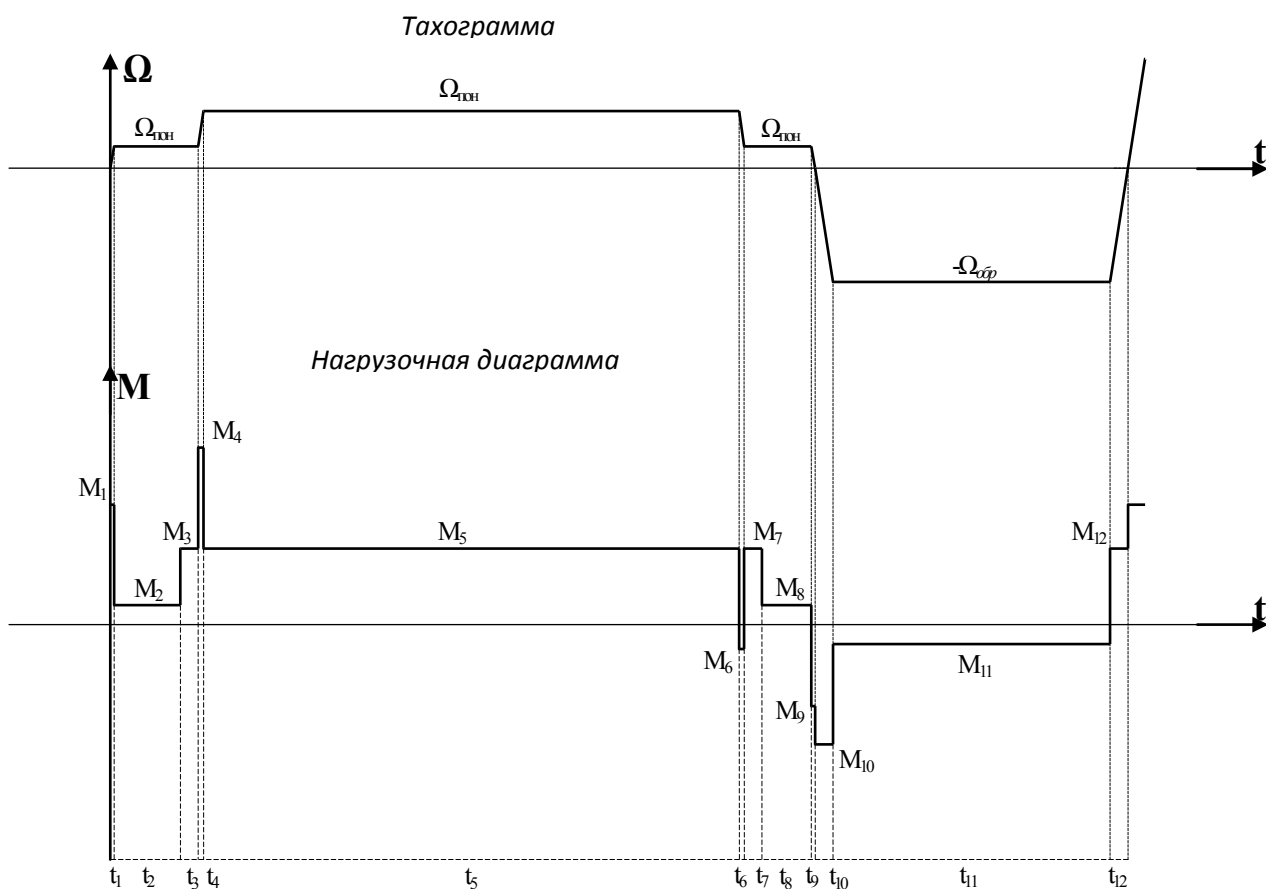 Тахограмма
Ω
Ωпон
Ωпон
Ωпон
t
-Ωобр
Нагрузочная диаграмма
M
M4
M1
M3
M5
M7
M12
M2
M8
t
M6
M11
M9
M10
t1 t2 t3 t4 t5 t6 t7 t8 t9 t10 t11 t12